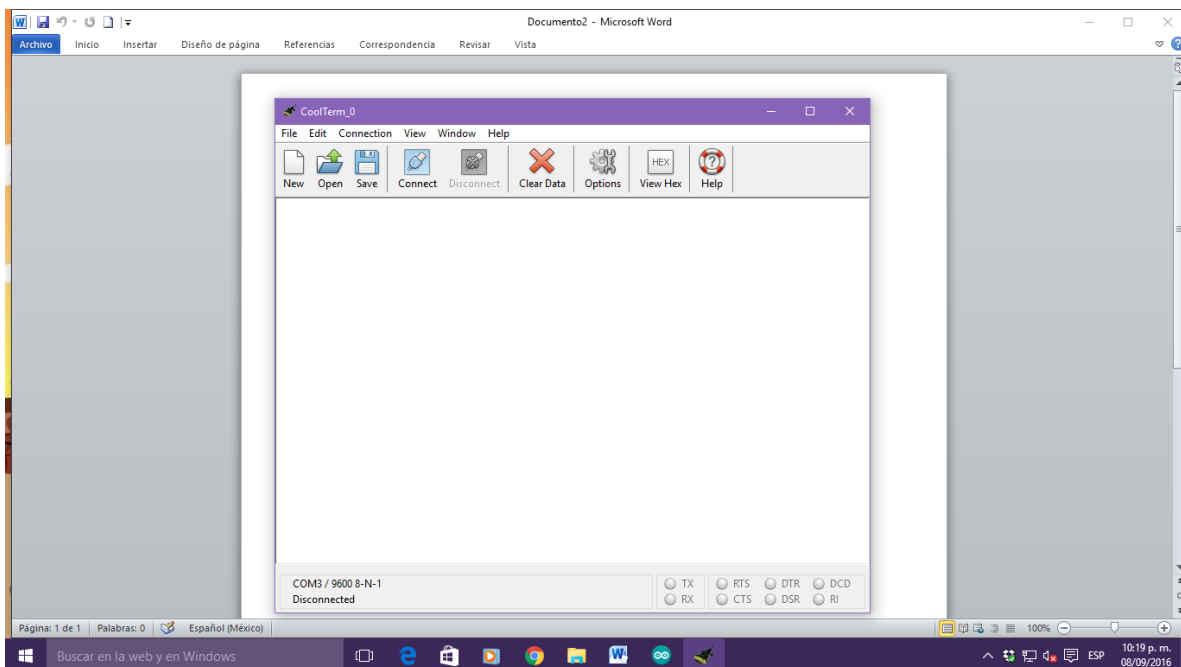 Documento2 - Microsoft Word
Archivo Inicio Insertar Diseño de página Referencias Correspondencia Revisar Vista
CoolTerm_0
File Edit Connection View Window Help
New Open Save Connect Disconnect Clear Data Options HEX View Hex Help
COM3 / 9600 8-N-1
Disconnected
TX RTS DTR DCD
RX CTS DSR RI
Página: 1 de 1 Palabras: 0 Español (México) 100%
Buscar en la web y en Windows
ESP
10:19 p. m.
08/09/2016